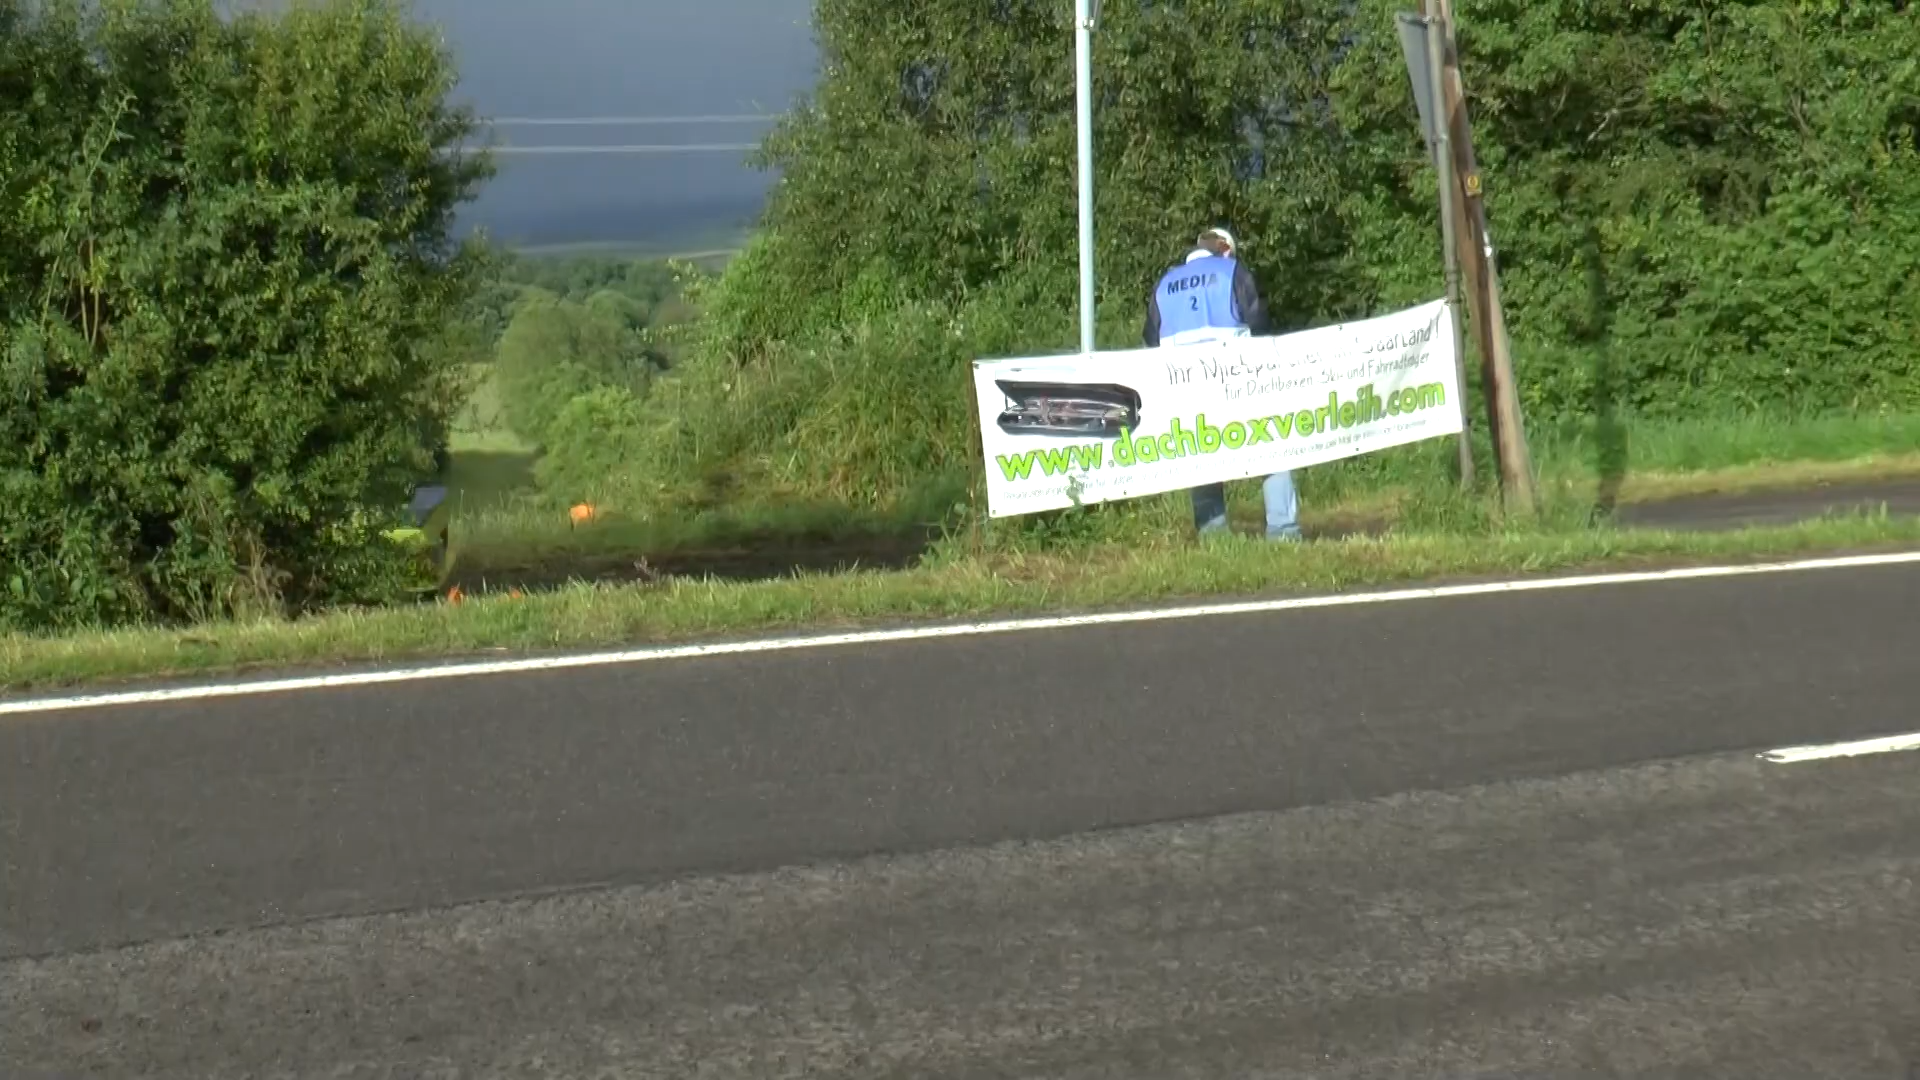 MEDIA
2
Ihr Mietpartner im Saarland!
für Dachboxen, Ski- und Fahrradträger
www.dachboxverleih.com